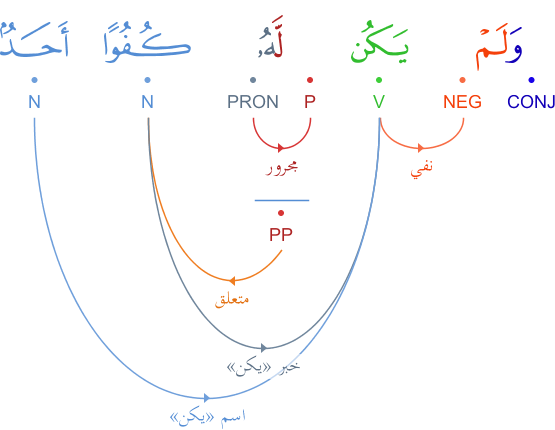 وَلَمْ يَكُن لَّهُۥ كُفُوًا أَحَدٌۢ
CONJ NEG V P PRON N N
مجرور نفي
PP
متعلق
خبر «يكن»
اسم «يكن»